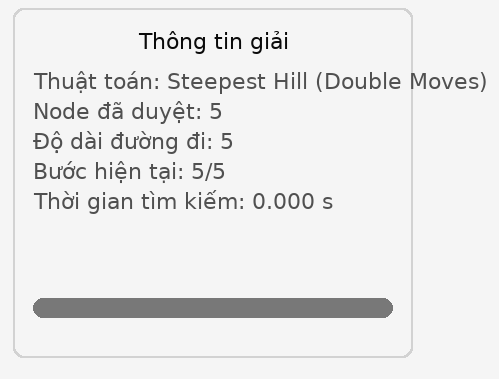 Thông tin giải
Thuật toán: Steepest Hill (Double Moves)
Node đã duyệt: 5
Độ dài đường đi: 5
Bước hiện tại: 5/5
Thời gian tìm kiếm: 0.000 s